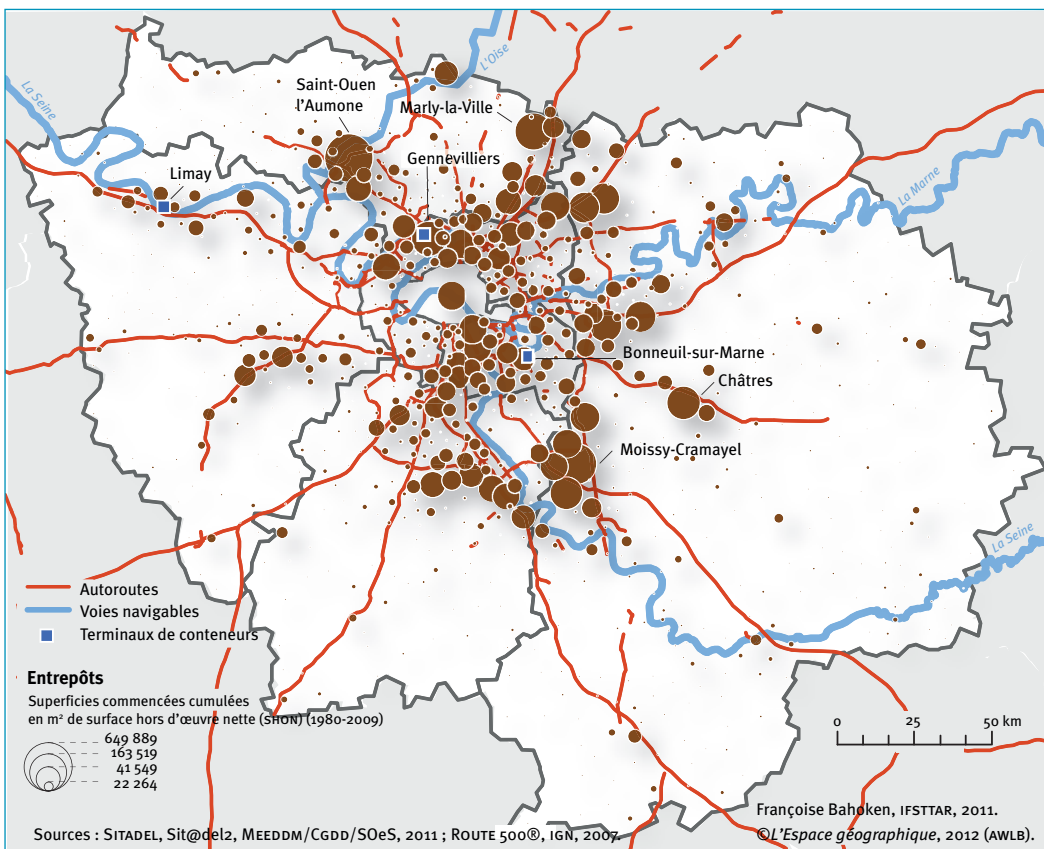 L'Oise
La Seine
Saint-Ouen
l'Aumone
Marly-la-Ville
Gennevilliers
Limay
La Marne
Bonneuil-sur-Marne
Châtres
Moissy-Cramayel
La Seine
Autoroutes
Voies navigables
Terminaux de conteneurs
Entrepôts
Superficies commencées cumulées
en m² de surface hors d'œuvre nette (SHON) (1980-2009)
649 889
163 519
41 549
22 264
0 25 50 km
Françoise Bahoken, IFSTTAR, 2011.
Sources : SITADEL, Sit@del2, MEEDDM/CGDD/SOeS, 2011 ; ROUTE 500®, IGN, 2007.
©L'Espace géographique, 2012 (AWLB).